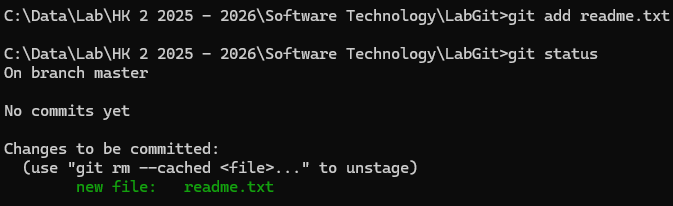 C:\Data\Lab\HK 2 2025 - 2026\Software Technology\LabGit>git add readme.txt
C:\Data\Lab\HK 2 2025 - 2026\Software Technology\LabGit>git status
On branch master
No commits yet
Changes to be committed:
  (use "git rm --cached <file>..." to unstage)
        new file:   readme.txt